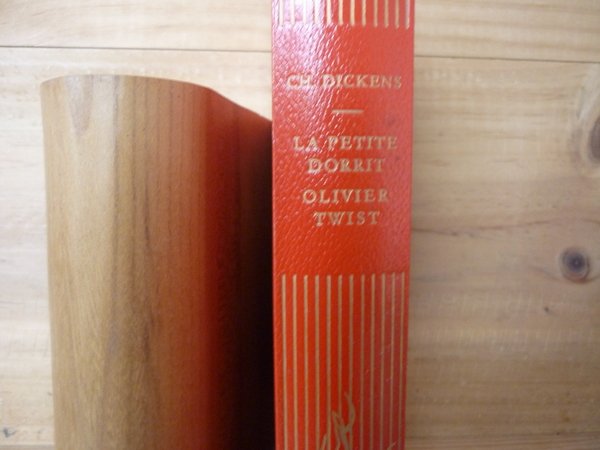 CH. DICKENS
LA PETITE
DORRIT
OLIVIER
TWIST